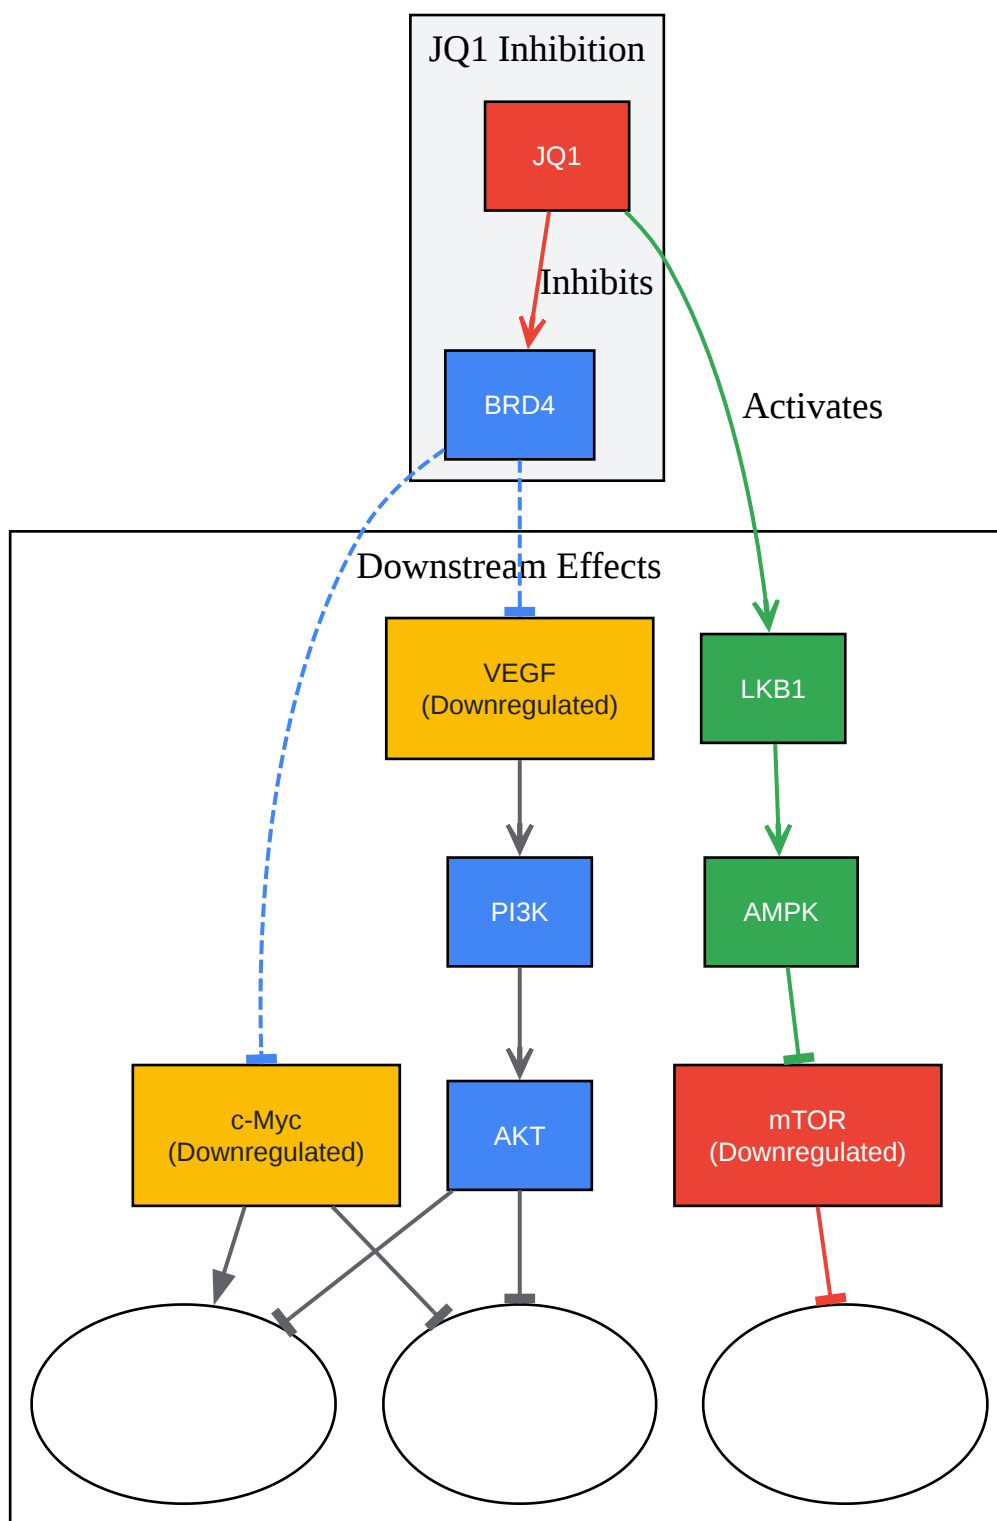 JQ1 Inhibition
JQ1
Inhibits
BRD4
Activates
Downstream Effects
VEGF
(Downregulated)
LKB1
PI3K
AMPK
c-Myc
(Downregulated)
AKT
mTOR
(Downregulated)